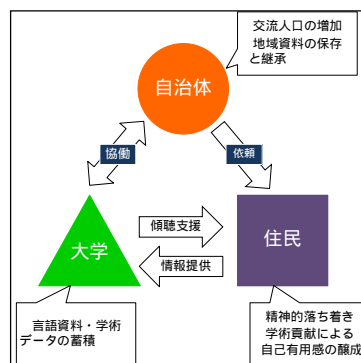 交流人口の増加
地域資料の保存
と継承
自治体
協働
依頼
傾聴支援
大学
住民
情報提供
言語資料・学術
データの蓄積
精神的落ち着き
学術貢献による
自己有用感の醸成